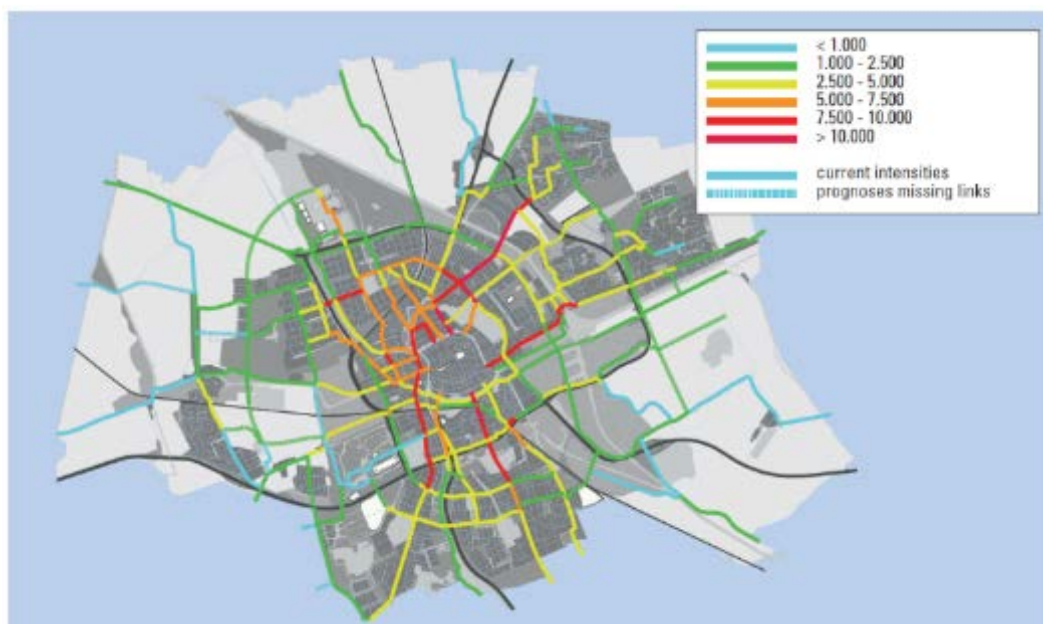 < 1.000
1.000 - 2.500
2.500 - 5.000
5.000 - 7.500
7.500 - 10.000
> 10.000
current intensities
prognoses missing links